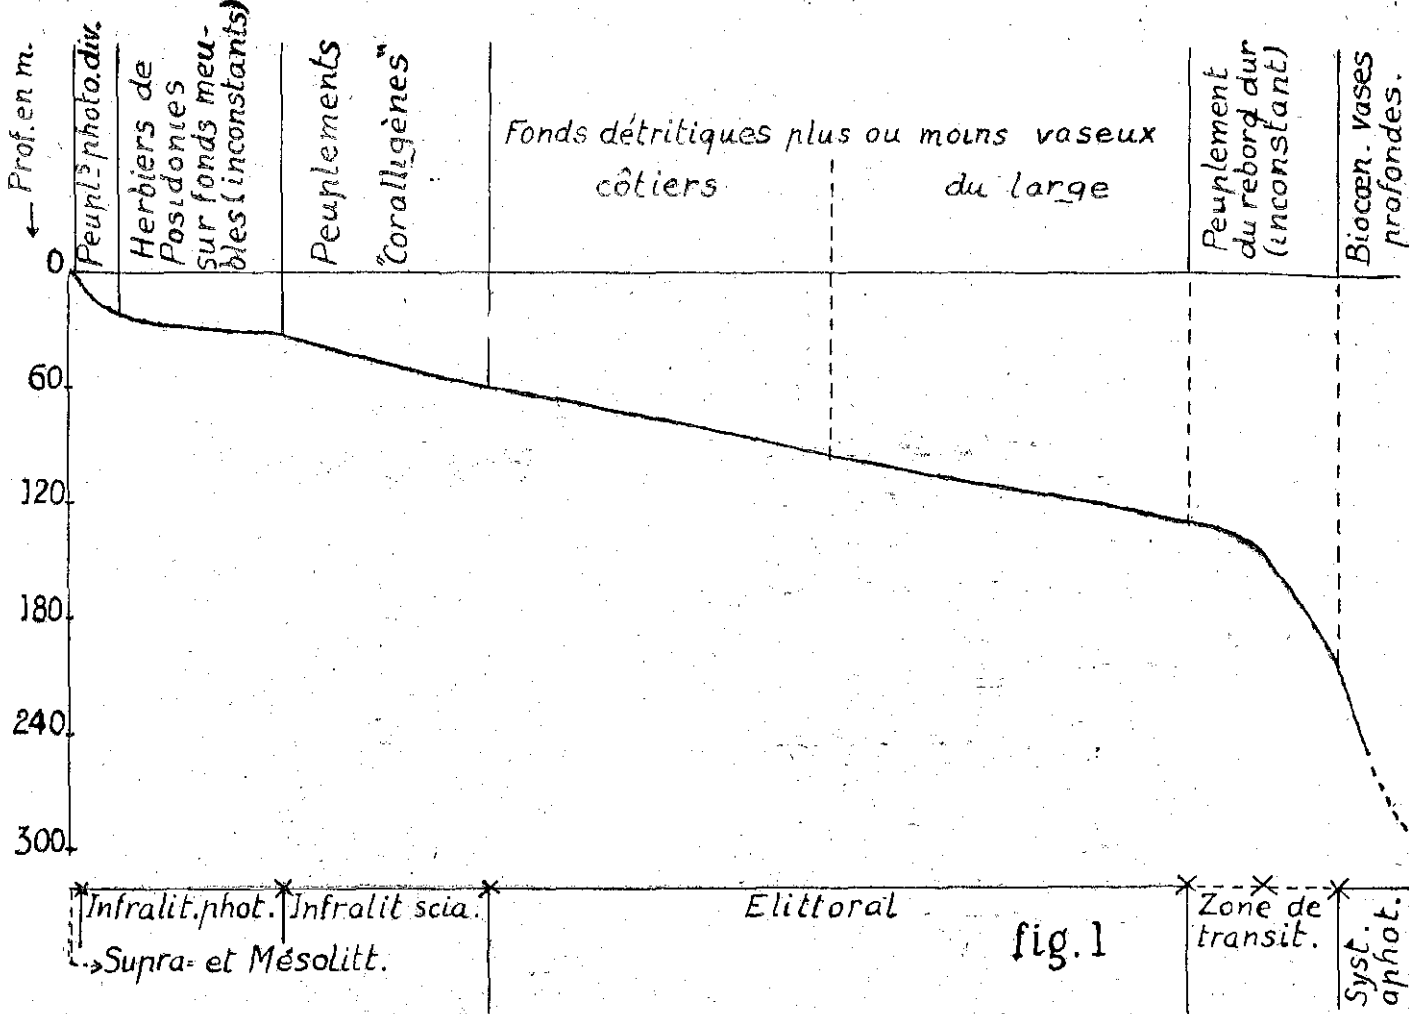 ← Prof. en m.
Peupl.ts photo. div.
Herbiers de
Posidonies
sur fonds meu-
bles (inconstants)
Peuplements
"Coralligènes"
Fonds détritiques plus ou moins vaseux
côtiers
du large
Peuplement
du rebord dur
(inconstant)
Biocœn. vases
profondes.
0
60
120
180
240
300
Infralit. phot.
Infralit scia.
Elittoral
Zone de
transit.
Syst.
aphot.
Supra= et Mésolitt.
fig. 1